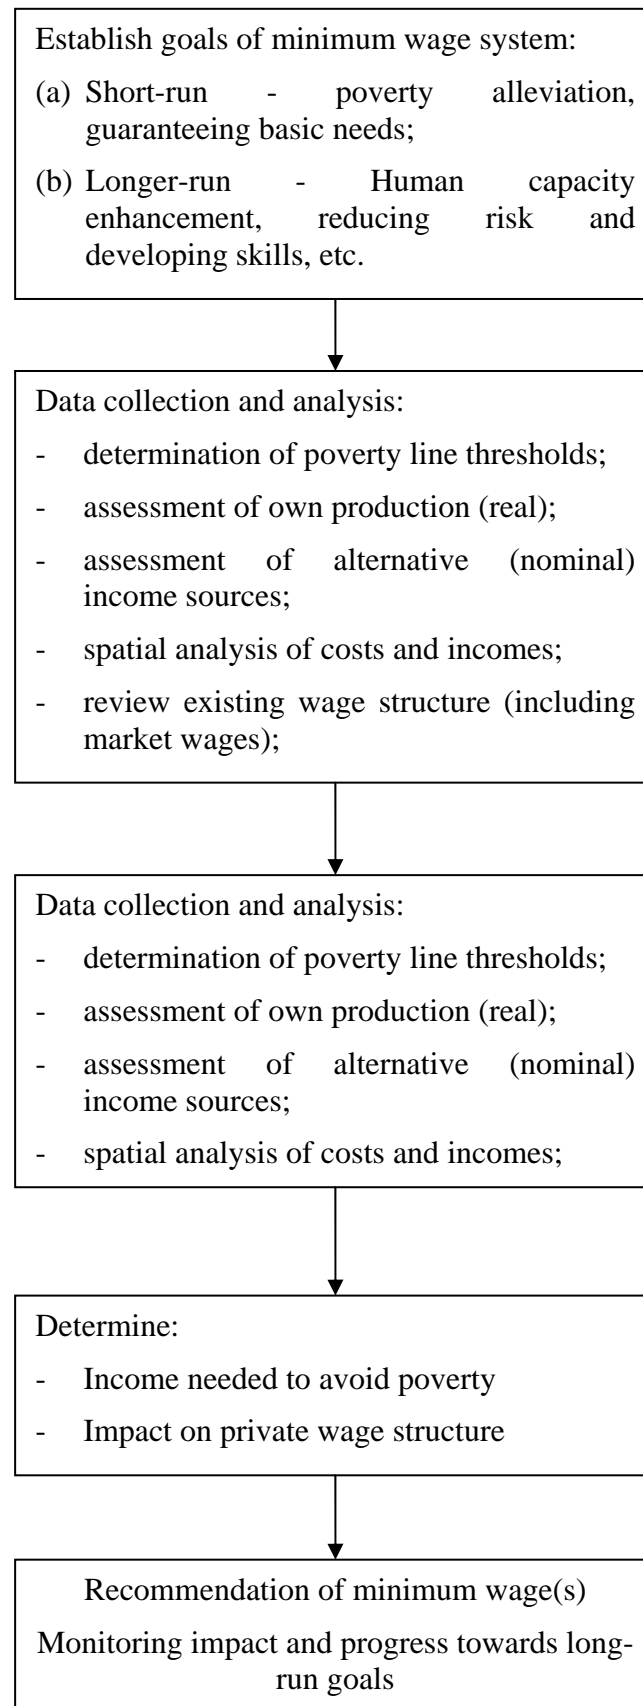 Establish goals of minimum wage system:
(a) Short-run - poverty alleviation,
guaranteeing basic needs;
(b) Longer-run - Human capacity
enhancement, reducing risk and
developing skills, etc.
Data collection and analysis:
- determination of poverty line thresholds;
- assessment of own production (real);
- assessment of alternative (nominal)
income sources;
- spatial analysis of costs and incomes;
- review existing wage structure (including
market wages);
Data collection and analysis:
- determination of poverty line thresholds;
- assessment of own production (real);
- assessment of alternative (nominal)
income sources;
- spatial analysis of costs and incomes;
Determine:
- Income needed to avoid poverty
- Impact on private wage structure
Recommendation of minimum wage(s)
Monitoring impact and progress towards long-
run goals